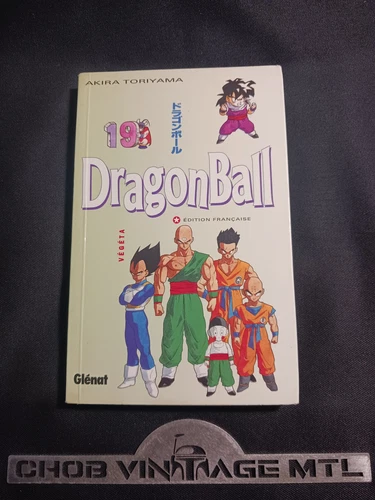 AKIRA TORIYAMA
19
ドラゴンボール
DragonBall
ÉDITION FRANÇAISE
VÉGÉTA
Glénat
CHOB VINTAGE MTL